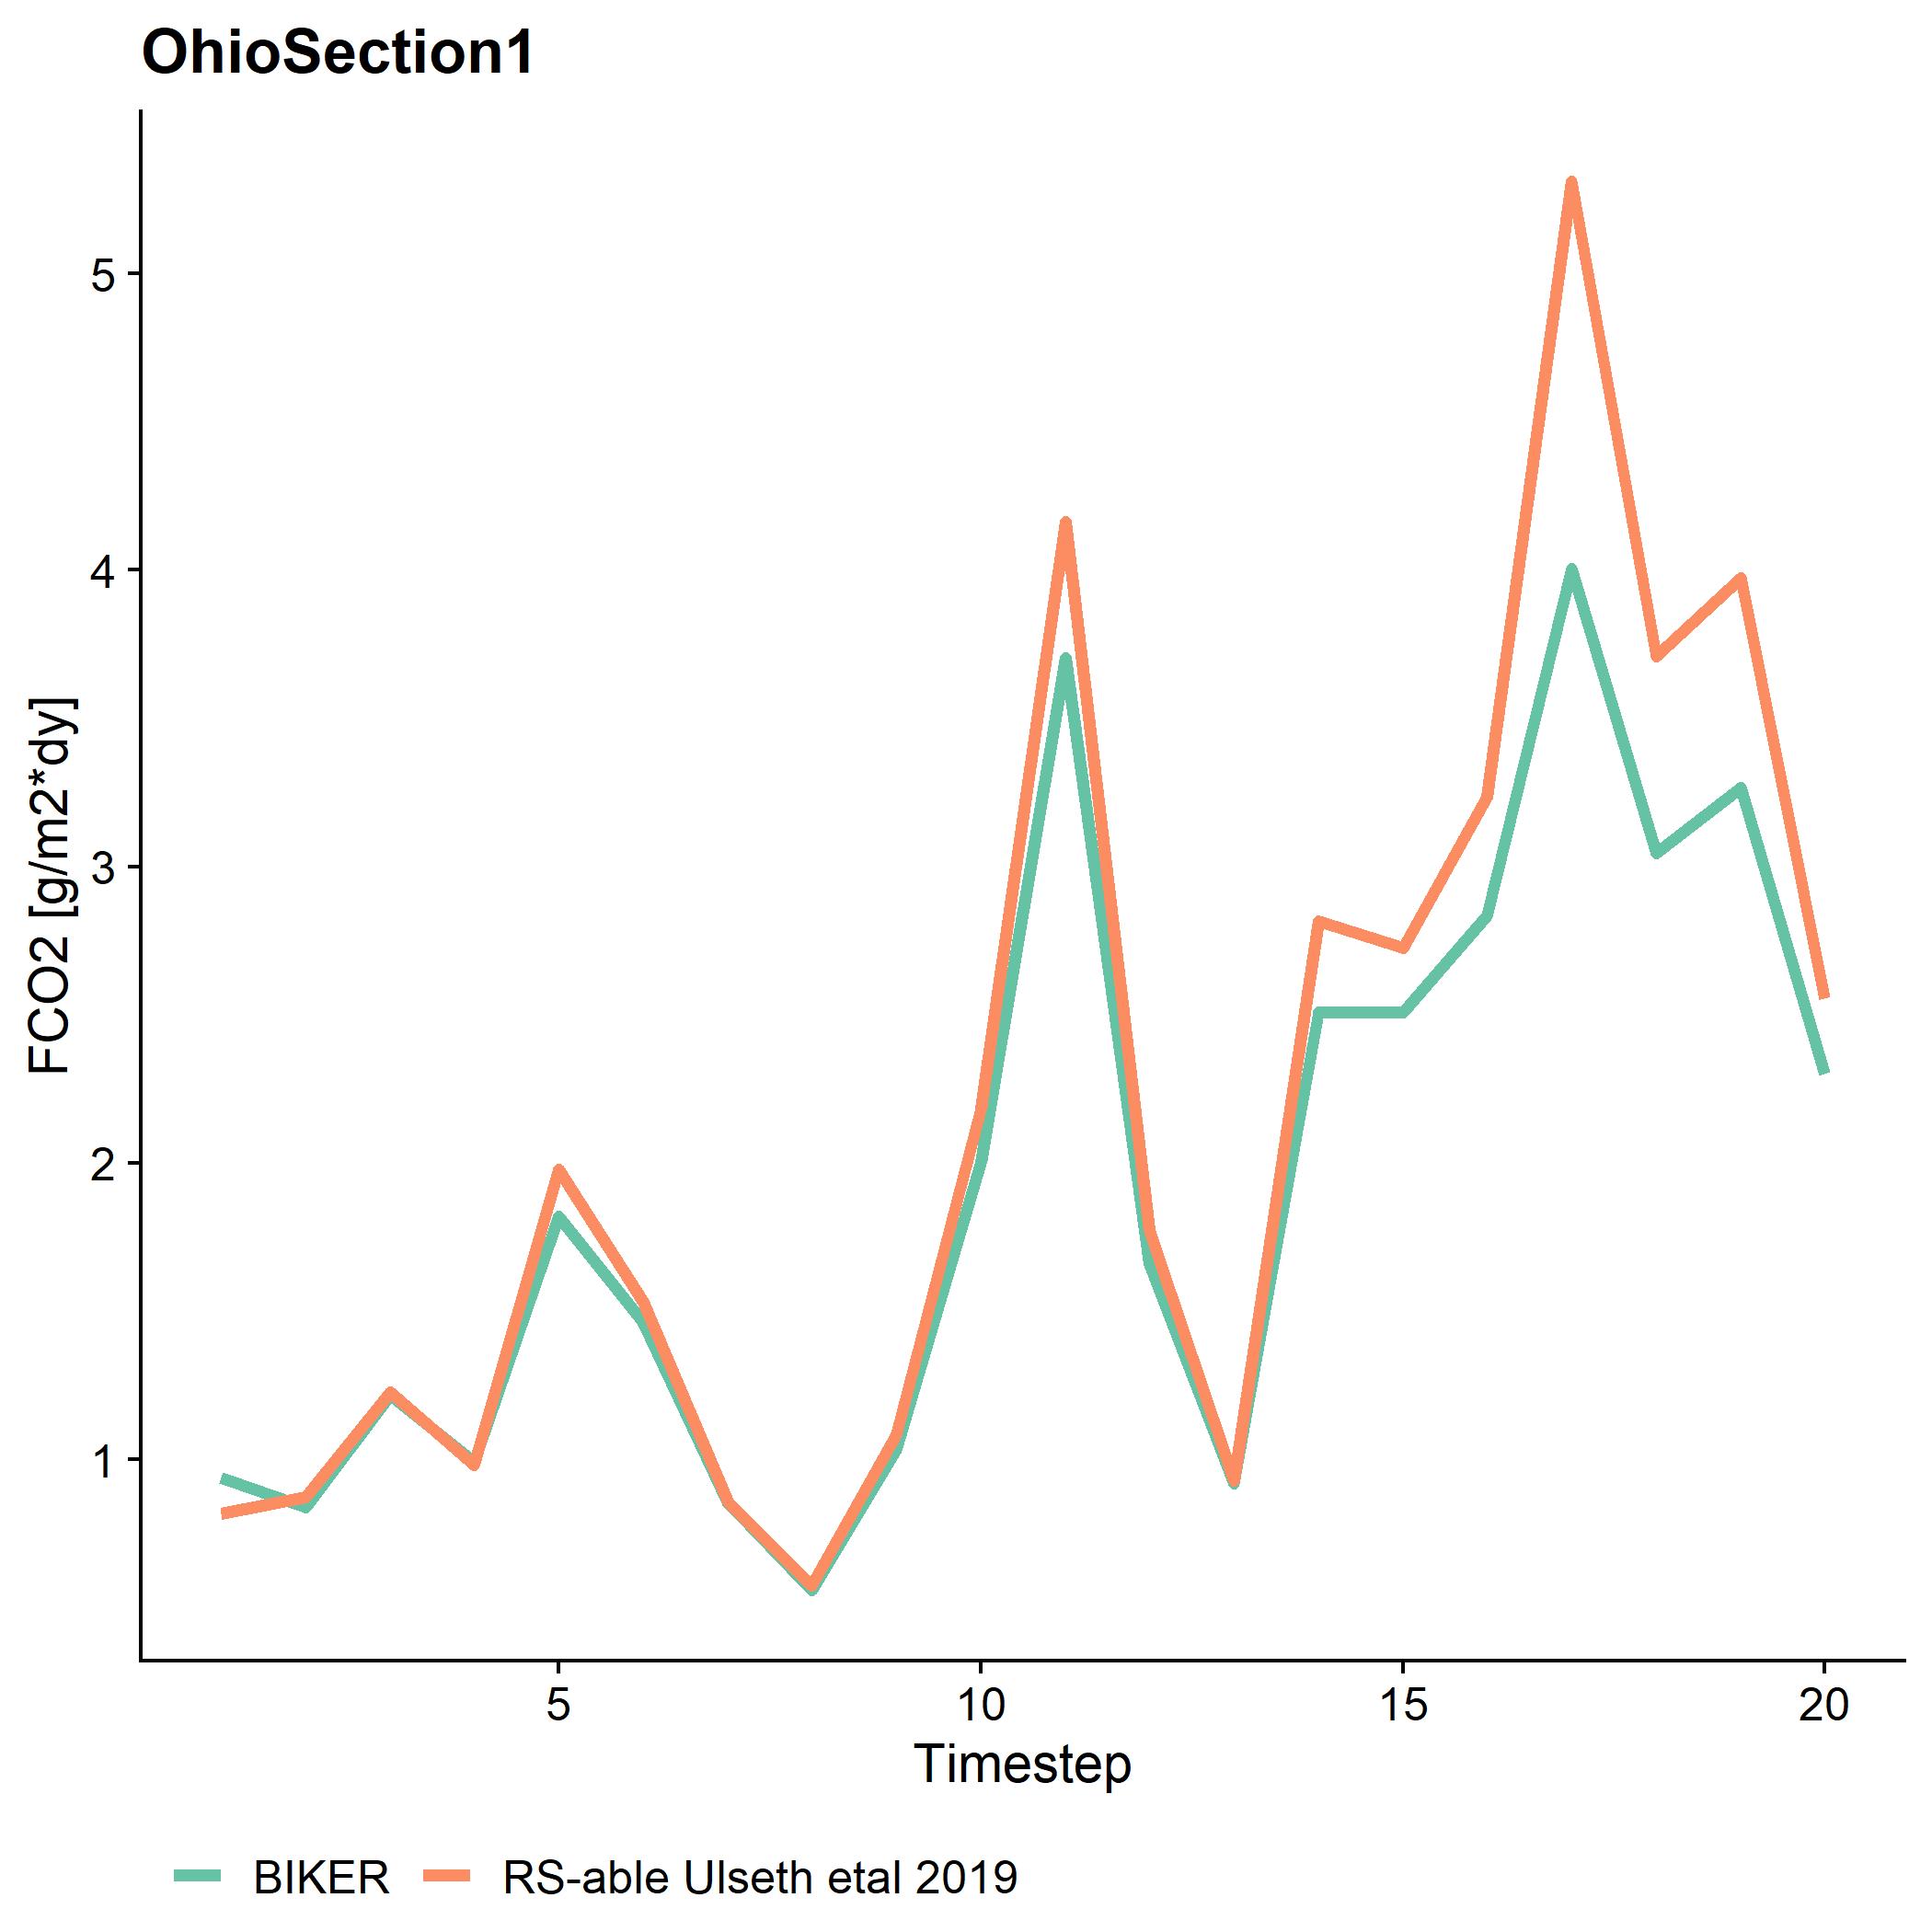 OhioSection1
FCO2 [g/m2*dy]
5
4
3
2
1
5 10 15 20
Timestep
BIKER RS-able Ulseth etal 2019